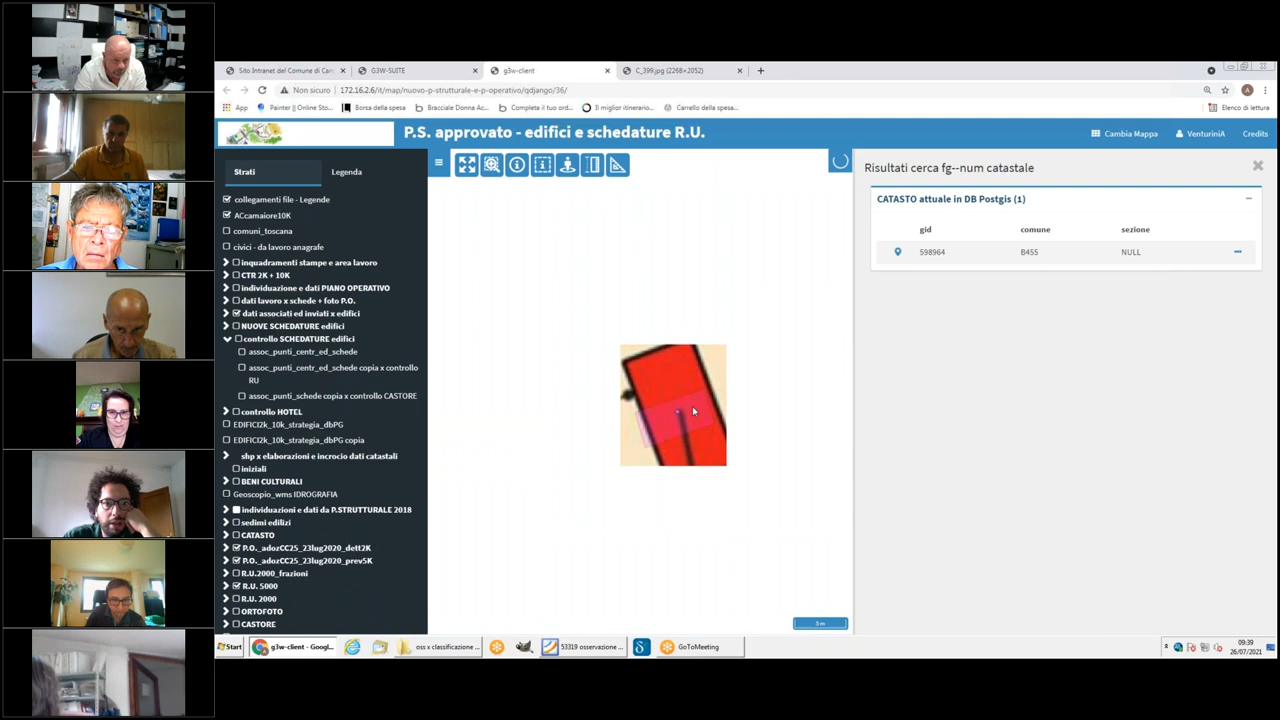 Sito Intranet del Comune di Ca
G3W-SUITE
g3w-client
C_399.jpg (2268×2052)
Non sicuro
172.16.2.6/it/map/nuovo-p-strutturale-e-p-operativo/qdjango/36/
App
Painter || Online Sto...
Borsa della spesa
Bracciale Donna Ac...
Completa il tuo ord...
Il miglior itinerario...
Carrello della spesa...
Elenco di lettura
P.S. approvato - edifici e schedature R.U.
Cambia Mappa
VenturiniA
Credits
Strati
Legenda
collegamenti file - Legende
ACcamaiore10K
comuni_toscana
civici - da lavoro anagrafe
inquadramenti stampe e area lavoro
CTR 2K + 10K
individuazione e dati PIANO OPERATIVO
dati lavoro x schede + foto P.O.
dati associati ed inviati x edifici
NUOVE SCHEDATURE edifici
controllo SCHEDATURE edifici
assoc_punti_centr_ed_schede
assoc_punti_centr_ed_schede copia x controllo
RU
assoc_punti_schede copia x controllo CASTORE
controllo HOTEL
EDIFICI2k_10k_strategia_dbPG
EDIFICI2k_10k_strategia_dbPG copia
shp x elaborazioni e incrocio dati catastali
iniziali
BENI CULTURALI
Geoscopio_wms IDROGRAFIA
individuazioni e dati da P.STRUTTURALE 2018
sedimi edilizi
CATASTO
P.O._adozCC25_23lug2020_dett2K
P.O._adozCC25_23lug2020_prev5K
R.U.2000_frazioni
R.U. 5000
R.U. 2000
ORTOFOTO
CASTORE
5 m
Risultati cerca fg--num catastale
CATASTO attuale in DB Postgis (1)
gid comune sezione
598964 B455 NULL
Start
g3w-client - Googl...
oss x classificazione ...
53319 osservazione ...
GoToMeeting
09:39
26/07/2021